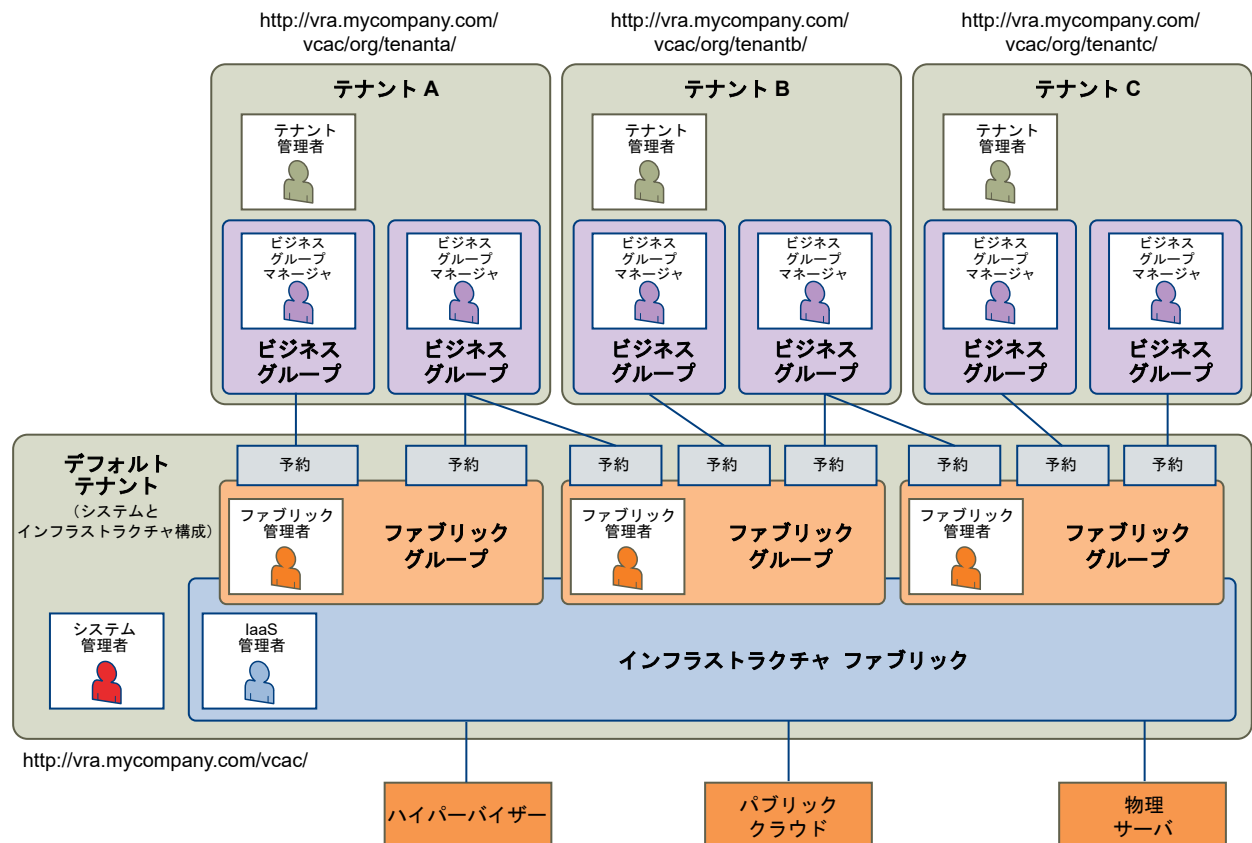 http://vra.mycompany.com/
vcac/org/tenanta/
http://vra.mycompany.com/
vcac/org/tenantb/
http://vra.mycompany.com/
vcac/org/tenantc/
テナント A
テナント
管理者
ビジネス
グループ
マネージャ
ビジネス
グループ
ビジネス
グループ
マネージャ
ビジネス
グループ
テナント B
テナント
管理者
ビジネス
グループ
マネージャ
ビジネス
グループ
ビジネス
グループ
マネージャ
ビジネス
グループ
テナント C
テナント
管理者
ビジネス
グループ
マネージャ
ビジネス
グループ
ビジネス
グループ
マネージャ
ビジネス
グループ
デフォルト
テナント
（システムと
インフラストラクチャ構成）
予約
予約
予約
予約
予約
予約
予約
予約
ファブリック
管理者
ファブリック
グループ
ファブリック
管理者
ファブリック
グループ
ファブリック
管理者
ファブリック
グループ
システム
管理者
IaaS
管理者
インフラストラクチャ ファブリック
http://vra.mycompany.com/vcac/
ハイパーバイザー
パブリック
クラウド
物理
サーバ